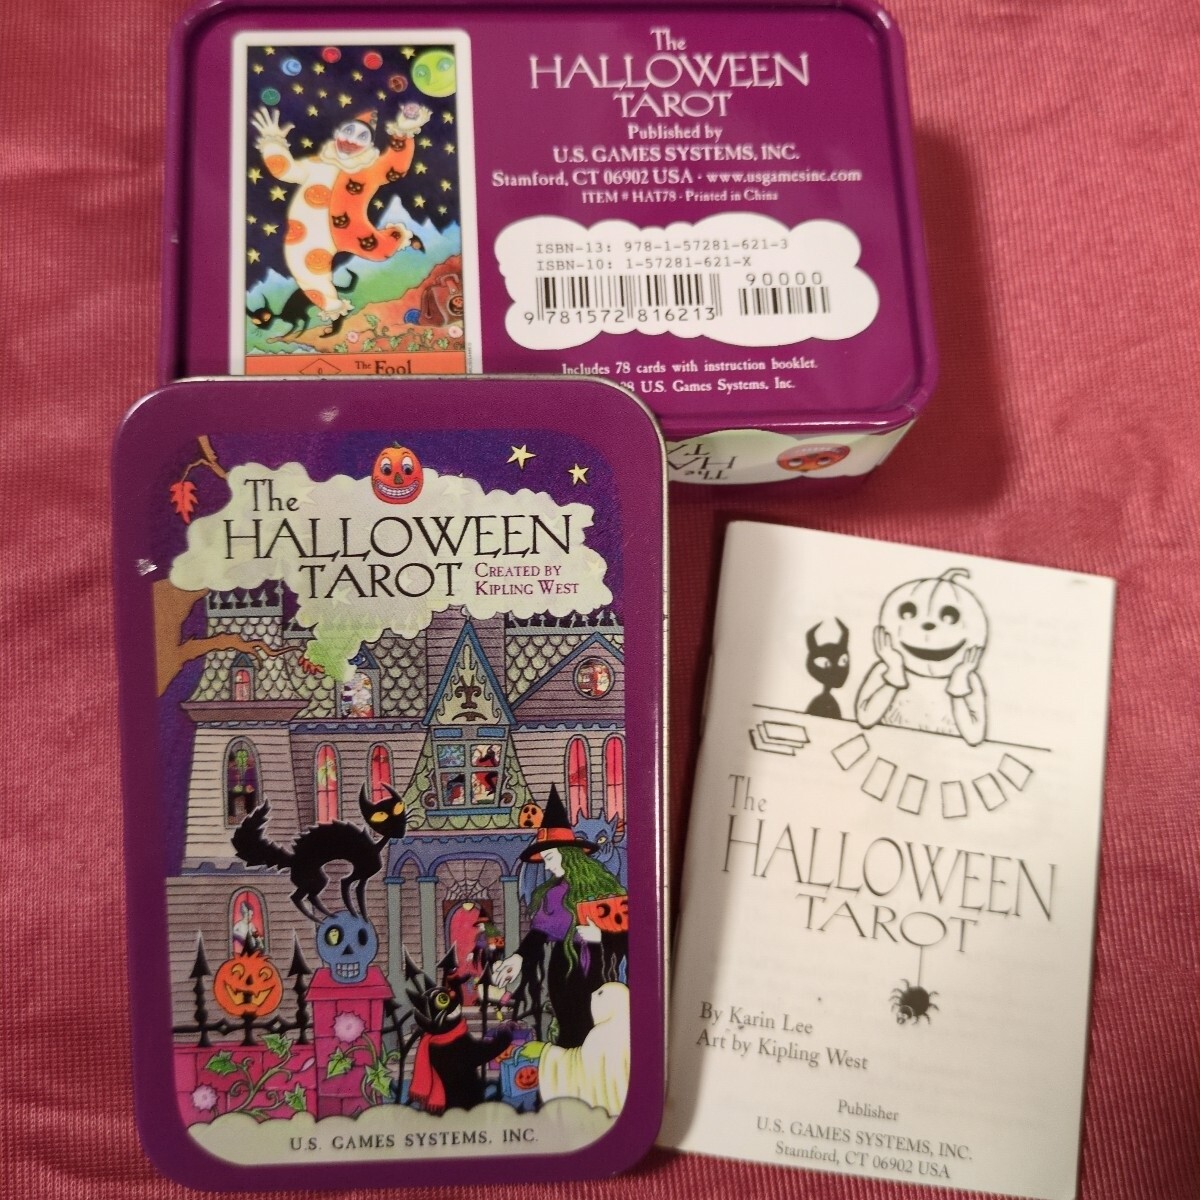 The
HALLOWEEN
TAROT
Published by
U.S. GAMES SYSTEMS, INC.
Stamford, CT 06902 USA · www.usgamesinc.com
ITEM # HAT78 · Printed in China
ISBN-13: 978-1-57281-621-3
ISBN-10: 1-57281-621-X
90000
9 781572 816213
Includes 78 cards with instruction booklet.
U.S. Games Systems, Inc.
0
The Fool
The
The
HALLOWEEN
TAROT
CREATED BY
KIPLING WEST
U.S. GAMES SYSTEMS, INC.
The
HALLOWEEN
TAROT
By Karin Lee
Art by Kipling West
Publisher
U.S. GAMES SYSTEMS, INC.
Stamford, CT 06902 USA